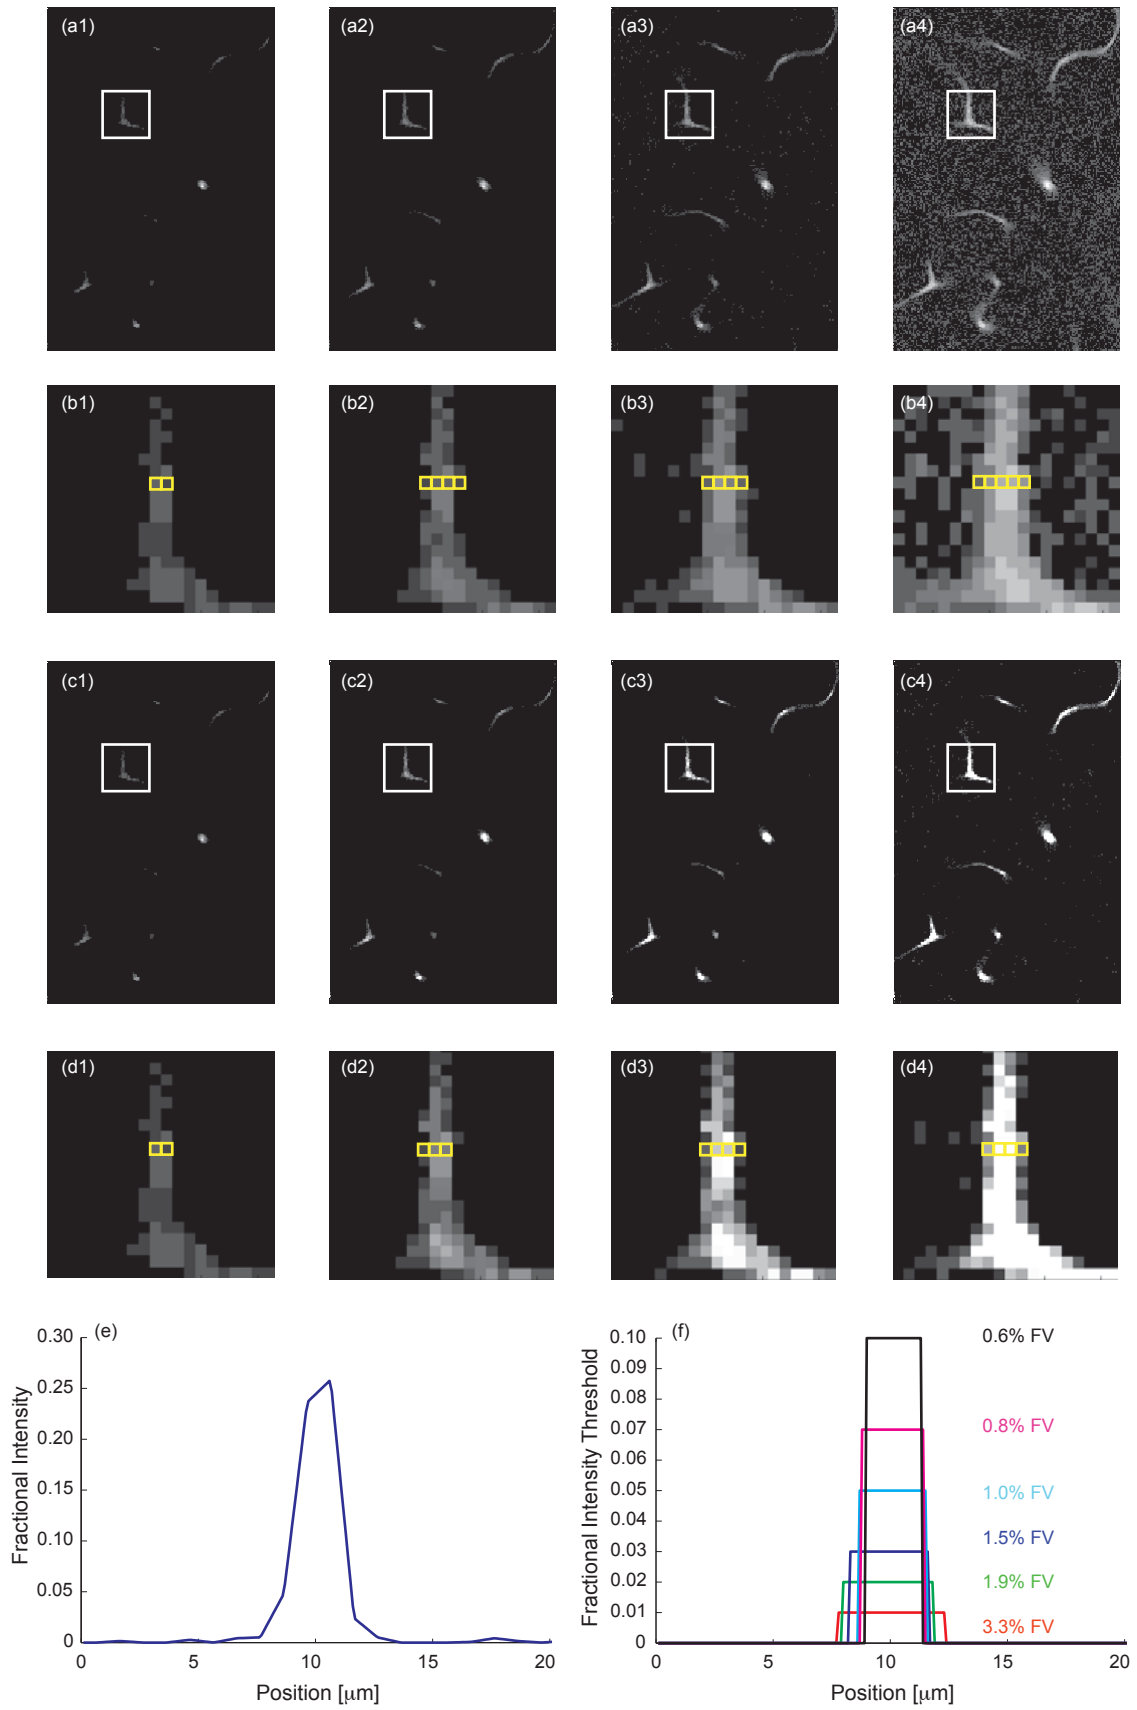 (a1) (a2) (a3) (a4)
(b1) (b2) (b3) (b4)
(c1) (c2) (c3) (c4)
(d1) (d2) (d3) (d4)
(e)
0.30
0.25
0.20
0.15
0.10
0.05
0
Fractional Intensity
0 5 10 15 20
Position [μm]
(f)
0.10
0.09
0.08
0.07
0.06
0.05
0.04
0.03
0.02
0.01
0
Fractional Intensity Threshold
0.6% FV
0.8% FV
1.0% FV
1.5% FV
1.9% FV
3.3% FV
0 5 10 15 20
Position [μm]